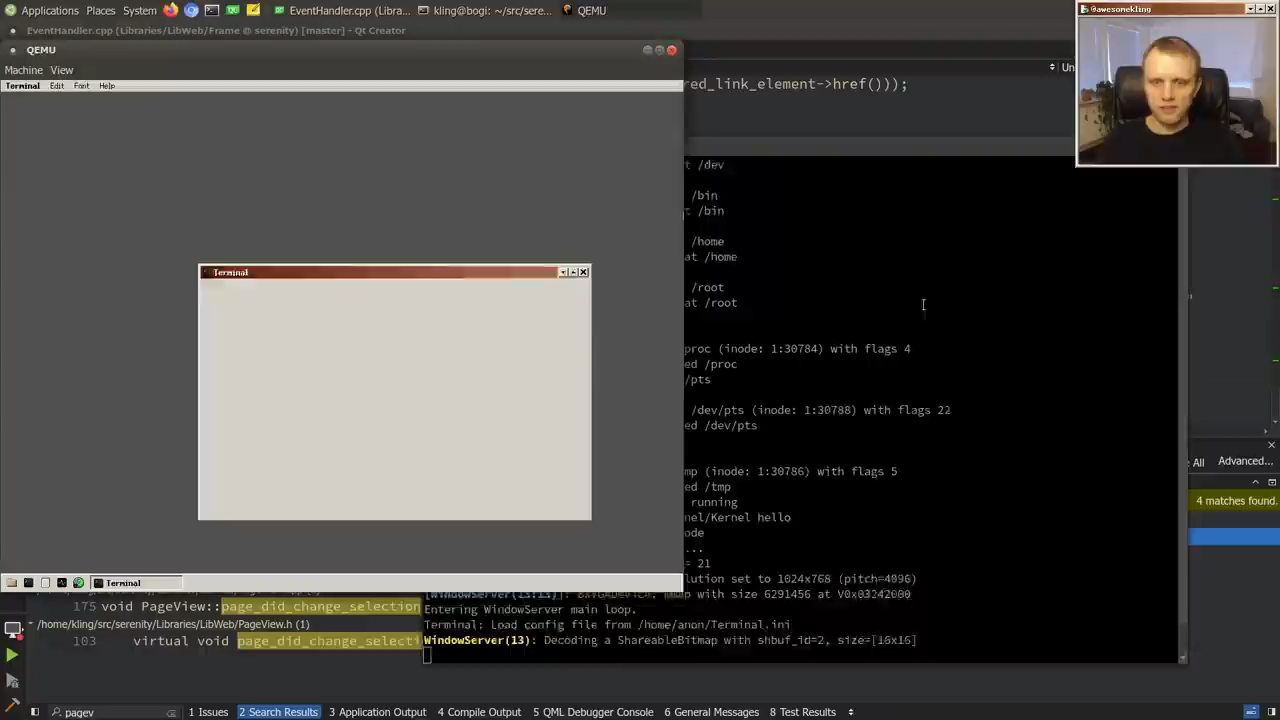 Applications Places System
EventHandler.cpp (Librari...
kling@bogi: ~/src/sere...
QEMU
@awesomekling
EventHandler.cpp (Libraries/LibWeb/Frame @ serenity) [master] - Qt Creator
QEMU
Machine View
Un
Terminal Edit Font Help
red_link_element->href()));
t /dev
/bin
t /bin
/home
at /home
/root
at /root
Terminal
proc (inode: 1:30784) with flags 4
ed /proc
/pts
/dev/pts (inode: 1:30788) with flags 22
ed /dev/pts
mp (inode: 1:30786) with flags 5
ed /tmp
running
nel/Kernel hello
ode
...
= 21
lution set to 1024x768 (pitch=4096)
map with size 6291456 at V0x03242000
Entering WindowServer main loop.
Terminal: Load config file from /home/anon/Terminal.ini
WindowServer(13): Decoding a ShareableBitmap with shbuf_id=2, size=[16x16]
All Advanced...
4 matches found.
Terminal
175 void PageView::page_did_change_selection
/home/kling/src/serenity/Libraries/LibWeb/PageView.h (1)
103 virtual void page_did_change_selecti
pagev
1 Issues 2 Search Results 3 Application Output 4 Compile Output 5 QML Debugger Console 6 General Messages 8 Test Results